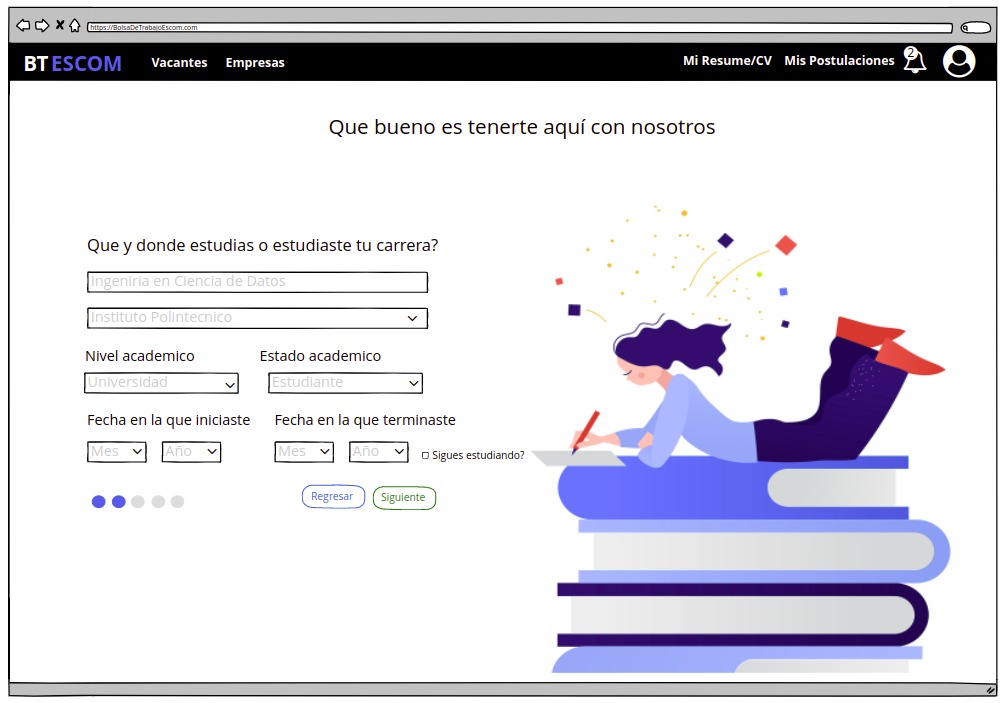 https://BolsaDeTrabajoEscom.com
BT ESCOM Vacantes Empresas Mi Resume/CV Mis Postulaciones 2
Que bueno es tenerte aquí con nosotros
Que y donde estudias o estudiaste tu carrera?
Ingeniria en Ciencia de Datos
Instituto Polintecnico
Nivel academico Estado academico
Universidad Estudiante
Fecha en la que iniciaste Fecha en la que terminaste
Mes Año Mes Año Sigues estudiando?
Regresar Siguiente